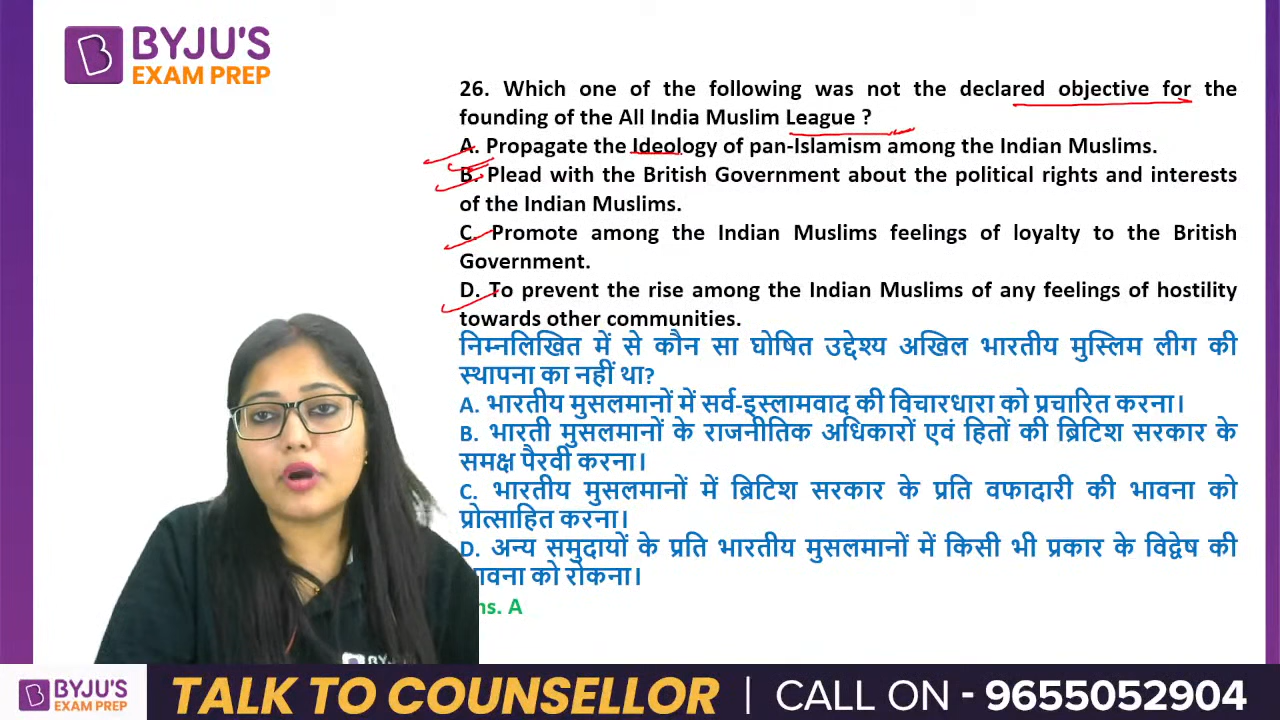 BYJU'S
EXAM PREP
26. Which one of the following was not the declared objective for the
founding of the All India Muslim League ?
A. Propagate the Ideology of pan-Islamism among the Indian Muslims.
B. Plead with the British Government about the political rights and interests
of the Indian Muslims.
C. Promote among the Indian Muslims feelings of loyalty to the British
Government.
D. To prevent the rise among the Indian Muslims of any feelings of hostility
towards other communities.
निम्नलिखित में से कौन सा घोषित उद्देश्य अखिल भारतीय मुस्लिम लीग की
स्थापना का नहीं था?
A. भारतीय मुसलमानों में सर्व-इस्लामवाद की विचारधारा को प्रचारित करना।
B. भारती मुसलमानों के राजनीतिक अधिकारों एवं हितों की ब्रिटिश सरकार के
समक्ष पैरवी करना।
C. भारतीय मुसलमानों में ब्रिटिश सरकार के प्रति वफादारी की भावना को
प्रोत्साहित करना।
D. अन्य समुदायों के प्रति भारतीय मुसलमानों में किसी भी प्रकार के विद्वेष की
को रोकना।
A
BYJU'S
EXAM PREP
TALK TO COUNSELLOR | CALL ON - 9655052904